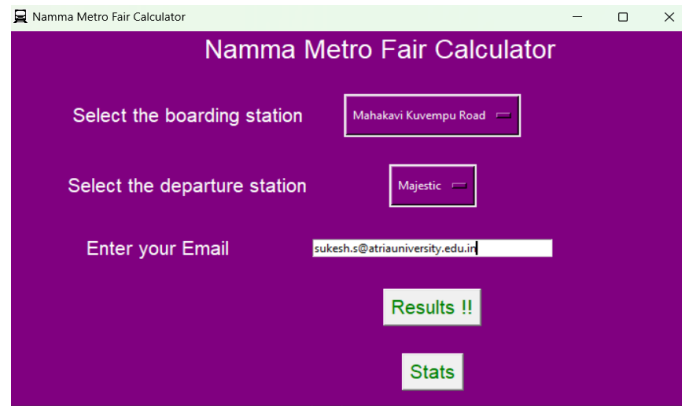 Namma Metro Fair Calculator
Namma Metro Fair Calculator
Select the boarding station
Mahakavi Kuvempu Road
Select the departure station
Majestic
Enter your Email
sukesh.s@atriauniversity.edu.in
Results !!
Stats